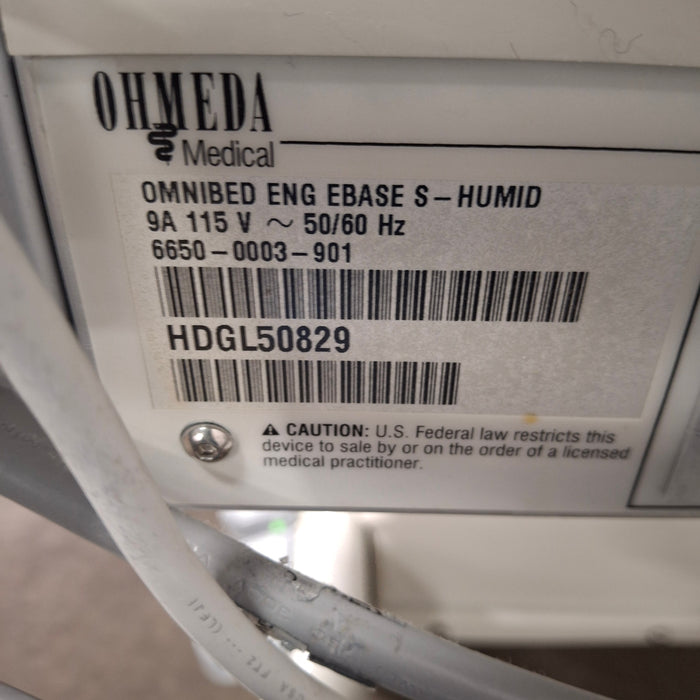 OHMEDA
Medical
OMNIBED ENG EBASE S-HUMID
9A 115 V ~ 50/60 Hz
6650-0003-901
HDGL50829
⚠ CAUTION: U.S. Federal law restricts this
device to sale by or on the order of a licensed
medical practitioner.